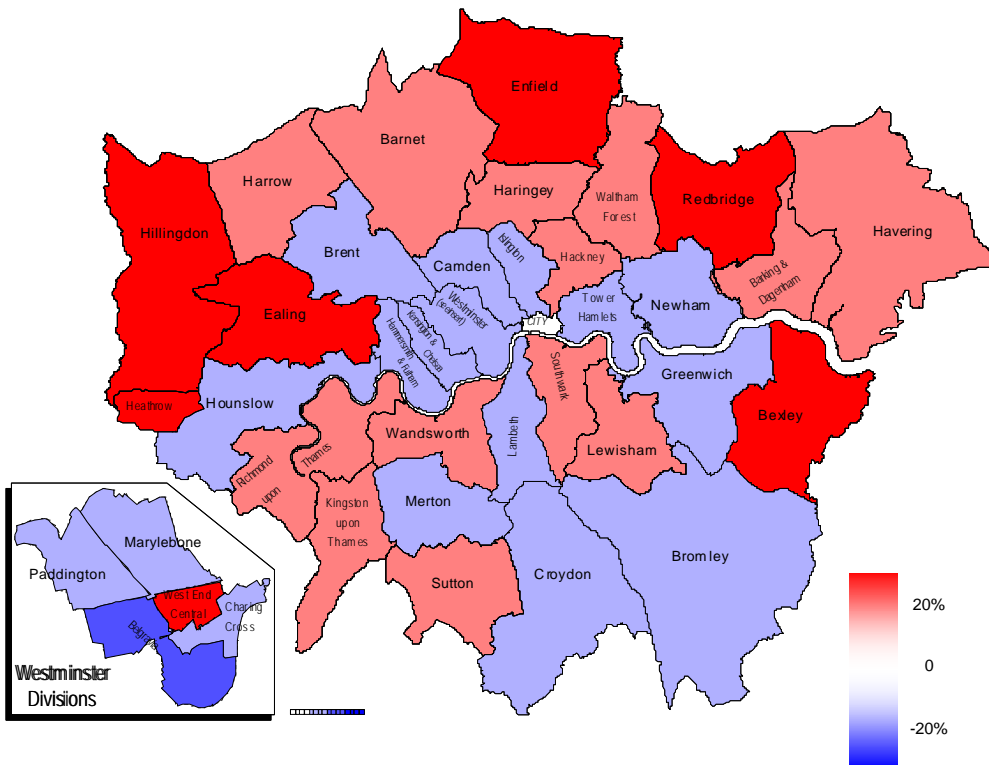 Enfield
Barnet
Harrow
Haringey
Waltham
Forest
Redbridge
Havering
Hillingdon
Brent
Camden
Islington
Hackney
Barking &
Dagenham
Ealing
Westminster
(see insert)
Kensington &
Chelsea
Hammersmith
& Fulham
CITY
Tower
Hamlets
Newham
Heathrow
Hounslow
Greenwich
Bexley
Southwark
Lambeth
Wandsworth
Lewisham
Richmond
upon
Thames
Kingston
upon
Thames
Merton
Sutton
Croydon
Bromley
Marylebone
Paddington
West End
Central
Charing
Cross
Westminster
Divisions
20%
0
-20%